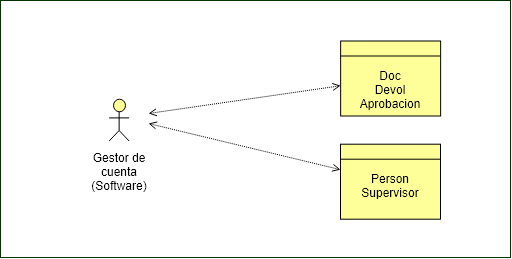 Doc
Devol
Aprobacion
Gestor de
cuenta
(Software)
Person
Supervisor